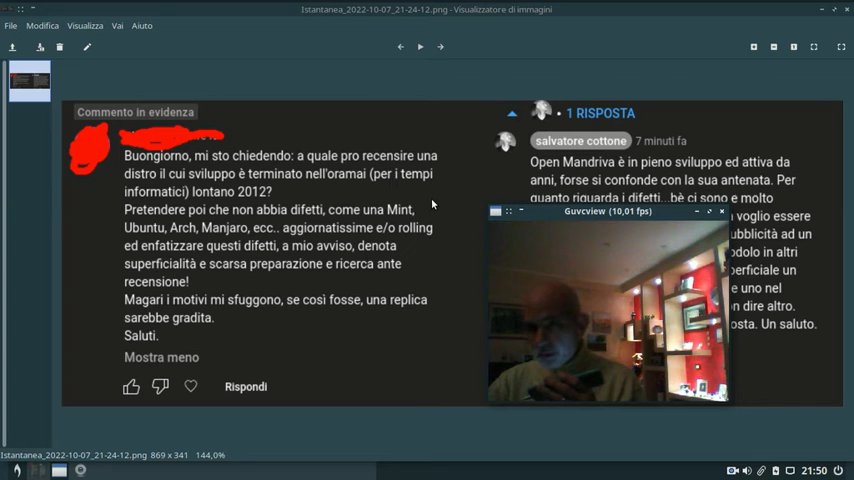 Istantanea_2022-10-07_21-24-12.png - Visualizzatore di immagini
File Modifica Visualizza Vai Aiuto
Commento in evidenza
Buongiorno, mi sto chiedendo: a quale pro recensire una
distro il cui sviluppo è terminato nell'oramai (per i tempi
informatici) lontano 2012?
Pretendere poi che non abbia difetti, come una Mint,
Ubuntu, Arch, Manjaro, ecc.. aggiornatissime e/o rolling
ed enfatizzare questi difetti, a mio avviso, denota
superficialità e scarsa preparazione e ricerca ante
recensione!
Magari i motivi mi sfuggono, se così fosse, una replica
sarebbe gradita.
Saluti.
Mostra meno
Rispondi
• 1 RISPOSTA
salvatore cottone 7 minuti fa
Open Mandriva è in pieno sviluppo ed attiva da
anni, forse si confonde con la sua antenata. Per
quanto riguarda i difetti...bè ci sono e molto
Guvcview (10,01 fps)
voglio essere
ad un
in altri
un
e uno nel
dire altro.
Un saluto.
Istantanea_2022-10-07_21-24-12.png 869 x 341 144,0%
21:50